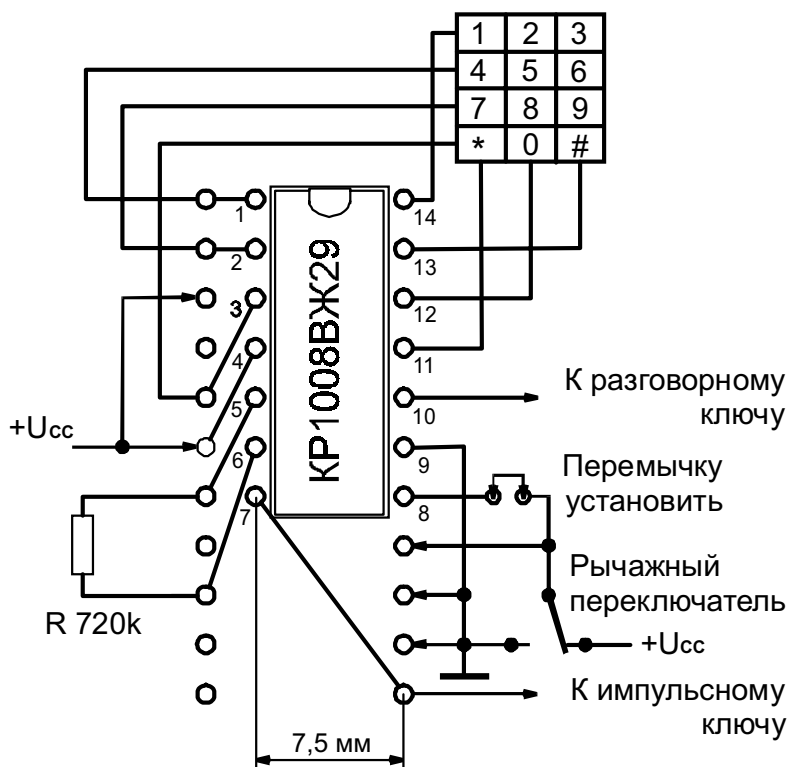 1 2 3
4 5 6
7 8 9
* 0 #
1
2
3
4
5
6
7
14
13
12
11
10
9
8
КР1008ВЖ29
+Ucc
R 720k
К разговорному
ключу
Перемычку
установить
Рычажный
переключатель
+Ucc
К импульсному
ключу
7,5 мм